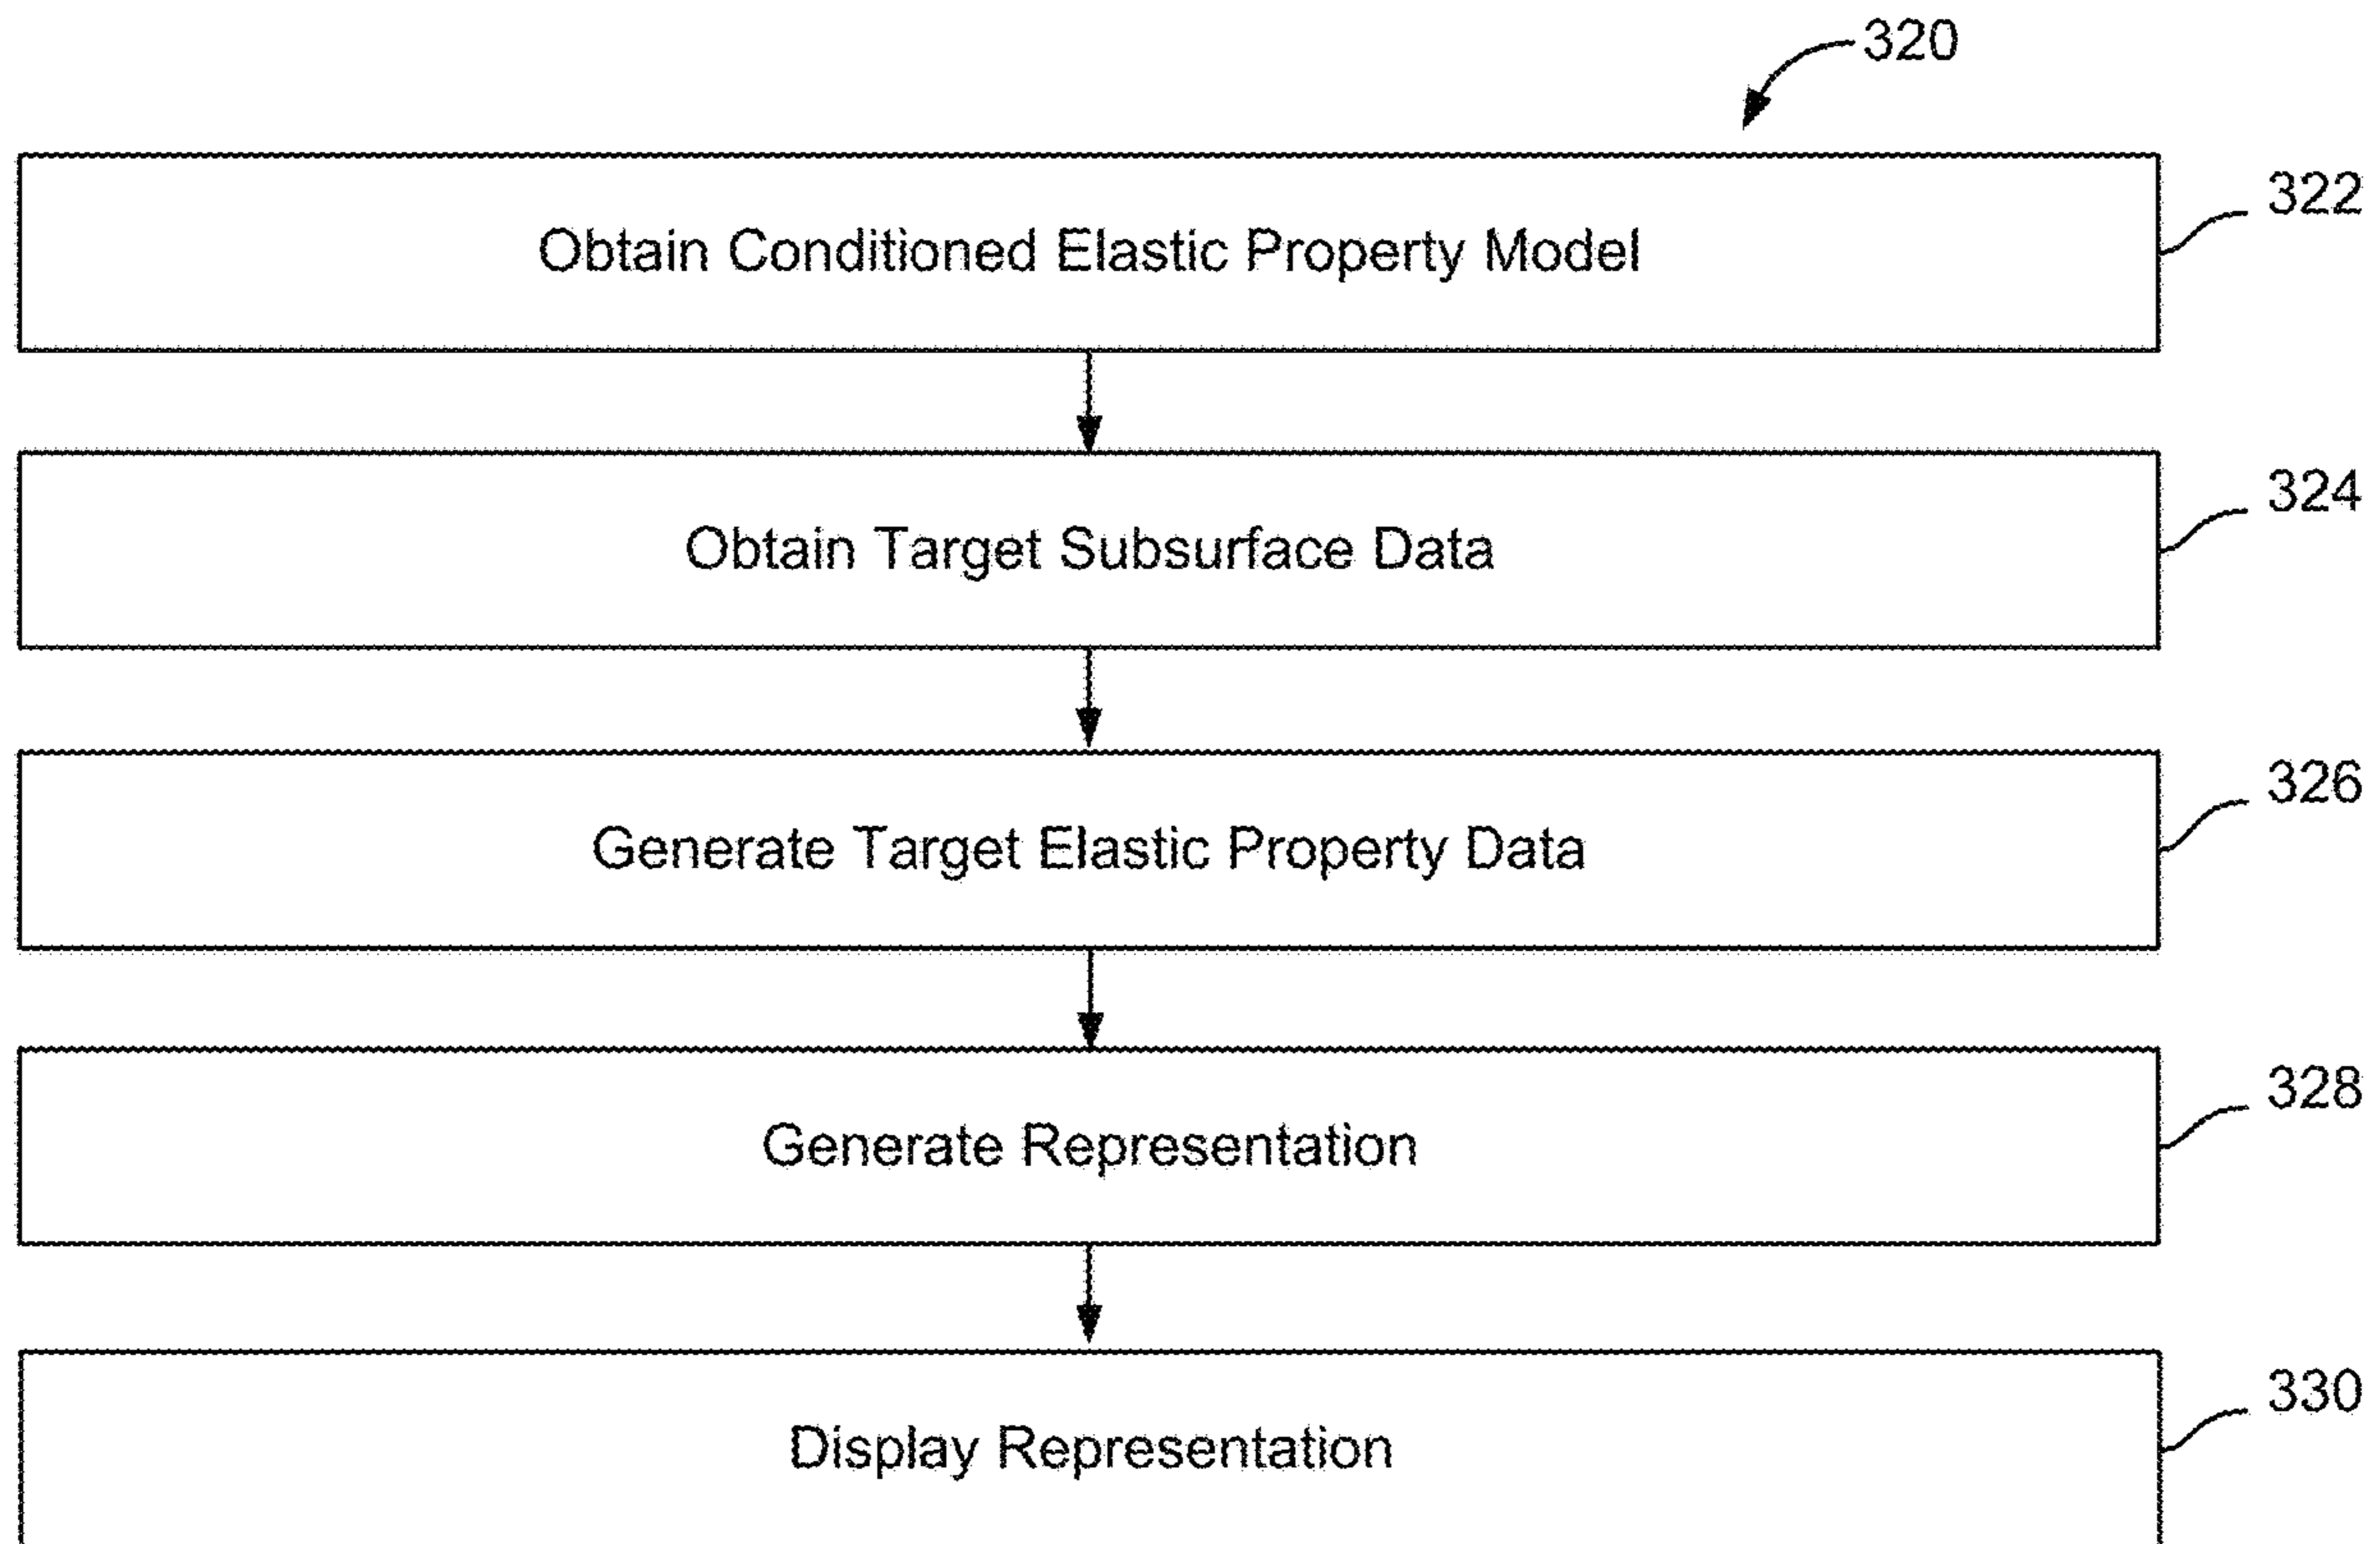 320
Obtain Conditioned Elastic Property Model
322
Obtain Target Subsurface Data
324
Generate Target Elastic Property Data
326
Generate Representation
328
Display Representation
330